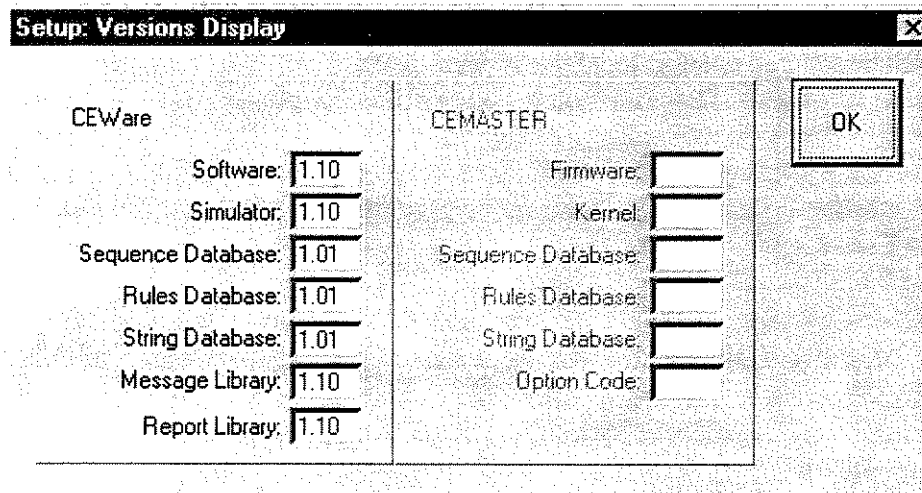 Setup: Versions Display
CEWare
Software: 1.10
Simulator: 1.10
Sequence Database: 1.01
Rules Database: 1.01
String Database: 1.01
Message Library: 1.10
Report Library: 1.10
CEMASTER
Firmware:
Kernel:
Sequence Database:
Rules Database:
String Database:
Option Code:
OK